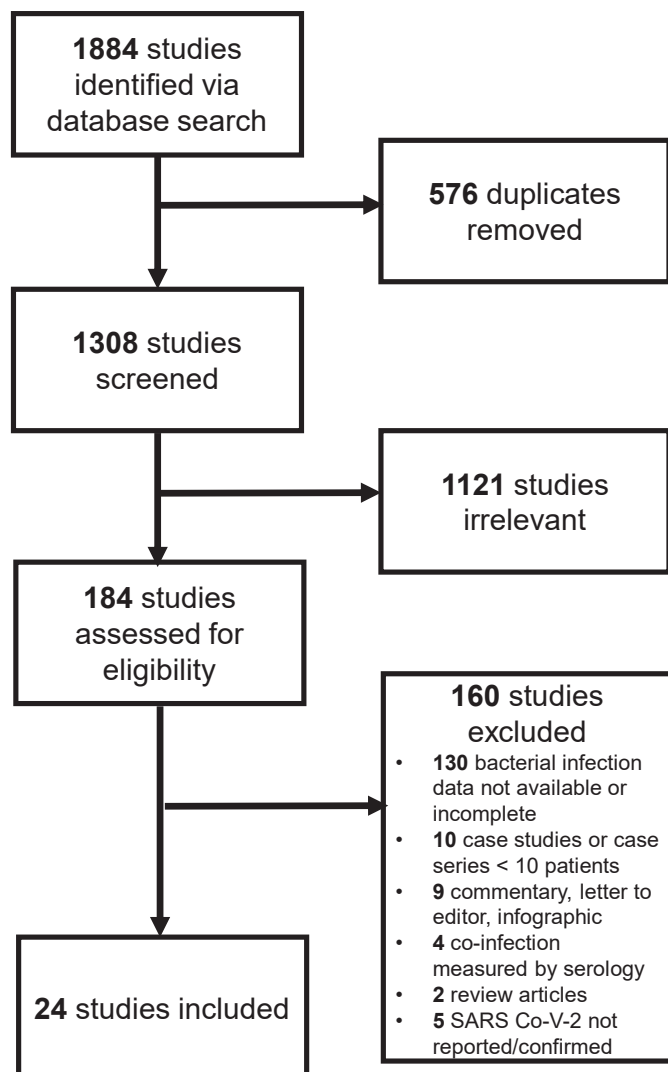 1884 studies
identified via
database search
576 duplicates
removed
1308 studies
screened
1121 studies
irrelevant
184 studies
assessed for
eligibility
160 studies
excluded
• 130 bacterial infection
data not available or
incomplete
• 10 case studies or case
series < 10 patients
• 9 commentary, letter to
editor, infographic
• 4 co-infection
measured by serology
• 2 review articles
• 5 SARS Co-V-2 not
reported/confirmed
24 studies included